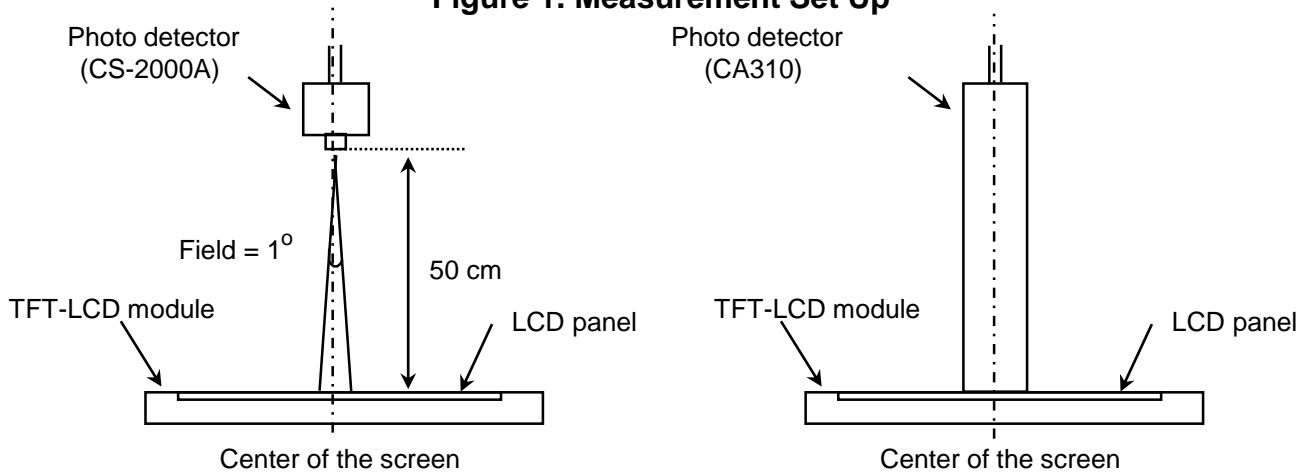 Figure 1. Measurement Set Up
Photo detector
(CS-2000A)
Field = 1°
50 cm
TFT-LCD module
LCD panel
Center of the screen
Photo detector
(CA310)
TFT-LCD module
LCD panel
Center of the screen